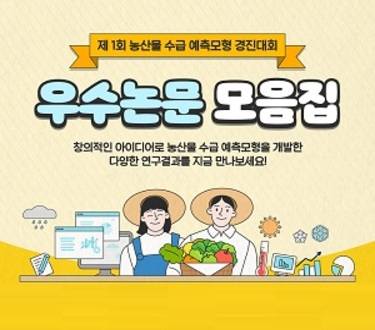 제 1회 농산물 수급 예측모형 경진대회
우수논문 모음집
창의적인 아이디어로 농산물 수급 예측모형을 개발한
다양한 연구결과를 지금 만나보세요!